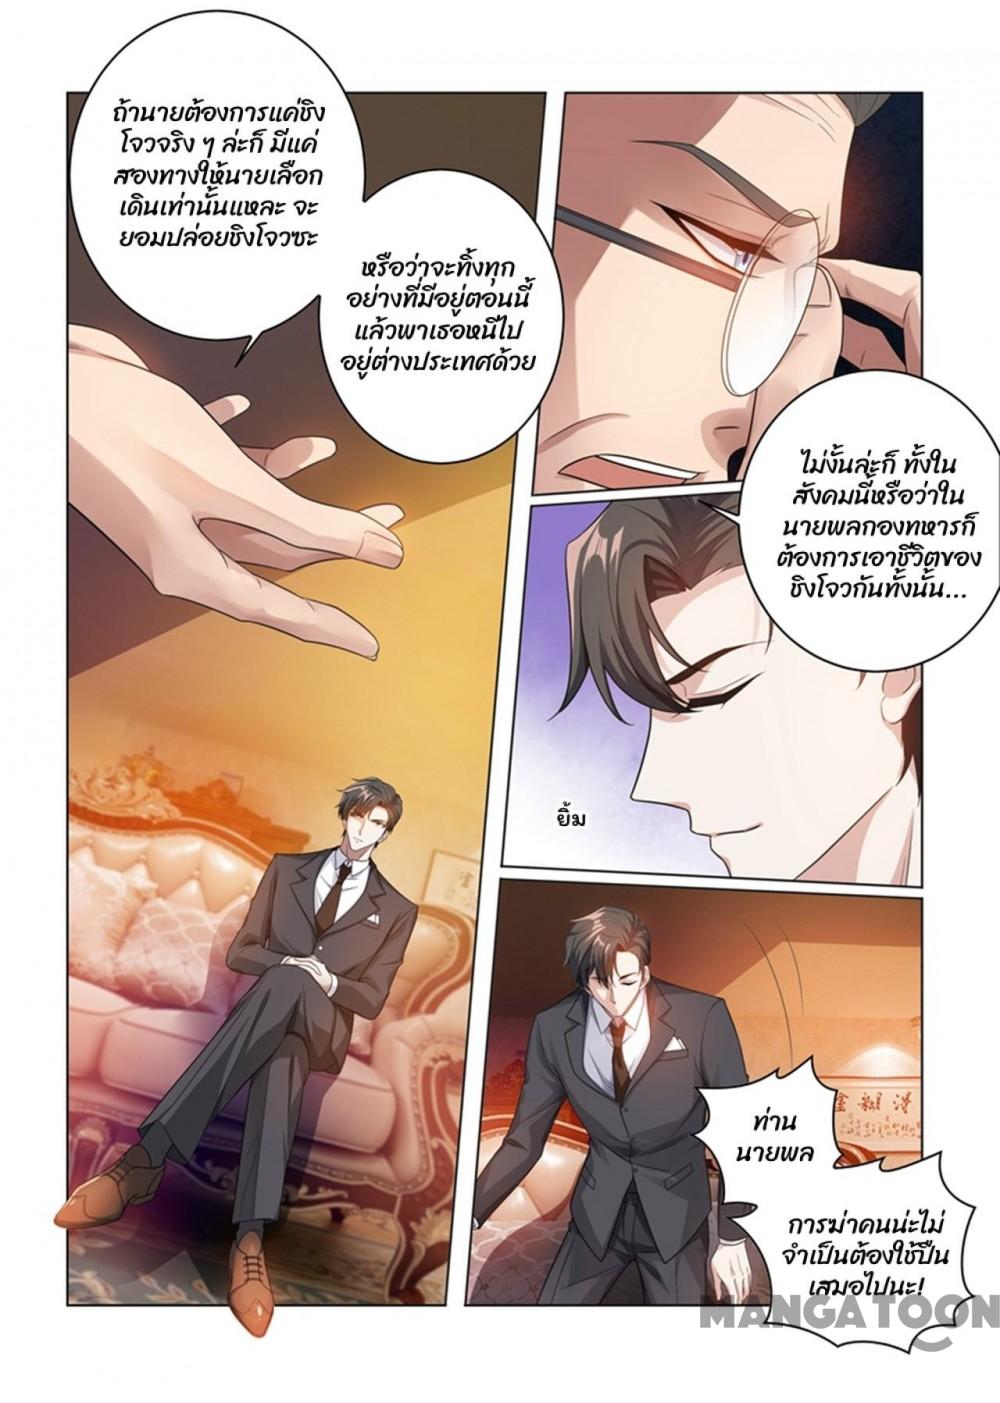 ถ้านายต้องการแค่ชิง
โจวจริง ๆ ล่ะก็ มีแค่
สองทางให้นายเลือก
เดินเท่านั้นแหละ จะ
ยอมปล่อยชิงโจวซะ
หรือว่าจะทิ้งทุก
อย่างที่มีอยู่ตอนนี้
แล้วพาเธอหนีไป
อยู่ต่างประเทศด้วย
ไม่งั้นล่ะก็ ทั้งใน
สังคมนี้หรือว่าใน
นายพลกองทหารก็
ต้องการเอาชีวิตของ
ชิงโจวกันทั้งนั้น...
ยิ้ม
ท่าน
นายพล
การฆ่าคนน่ะไม่
จำเป็นต้องใช้ปืน
เสมอไปนะ!
MANGATOON